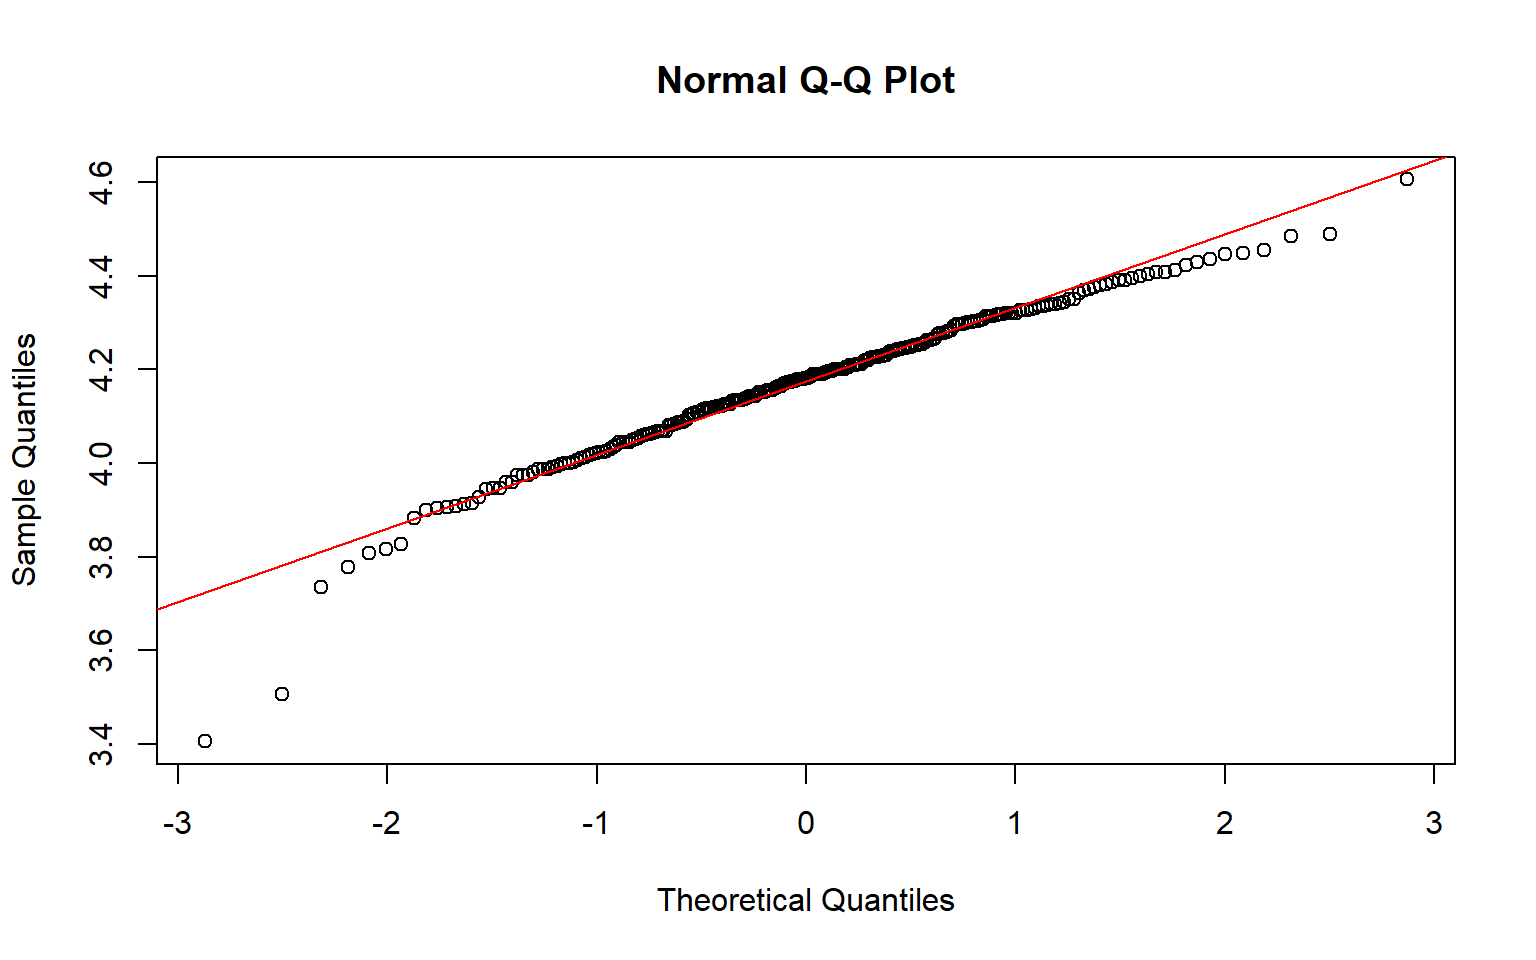 Normal Q-Q Plot
Sample Quantiles
4.6
4.4
4.2
4.0
3.8
3.6
3.4
-3 -2 -1 0 1 2 3
Theoretical Quantiles